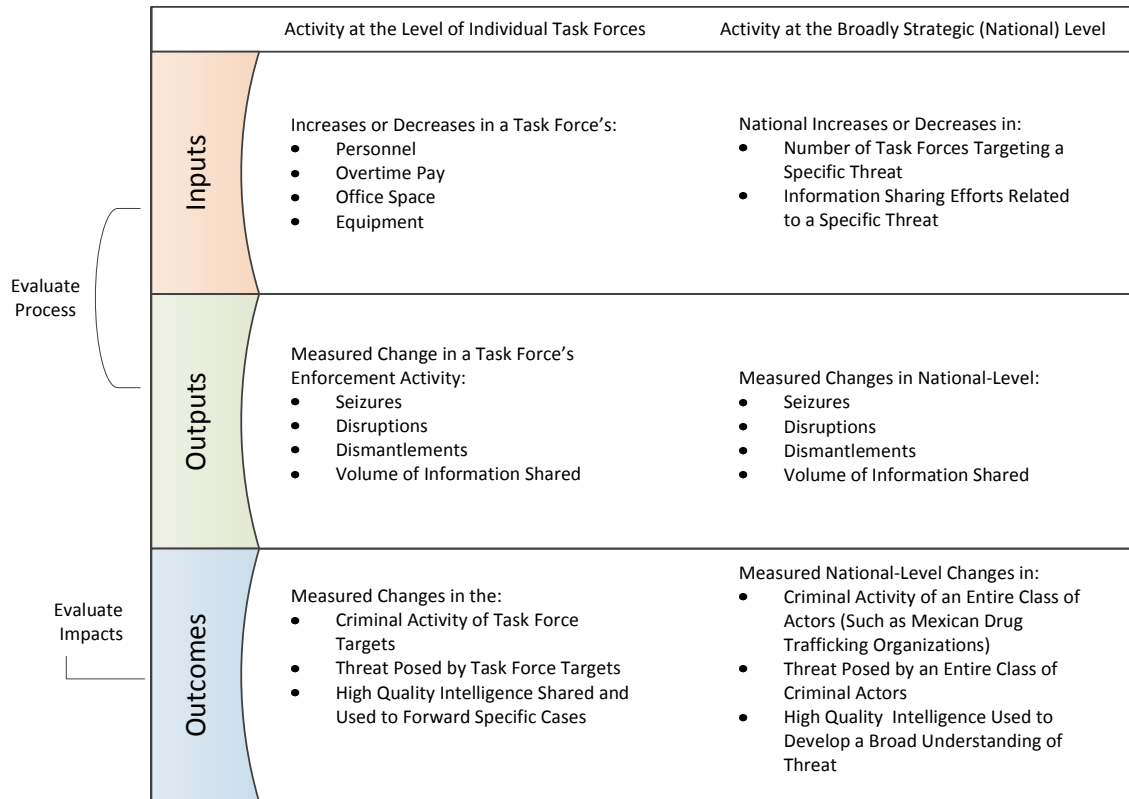 Activity at the Level of Individual Task Forces
Activity at the Broadly Strategic (National) Level
Inputs
Increases or Decreases in a Task Force's:
• Personnel
• Overtime Pay
• Office Space
• Equipment
National Increases or Decreases in:
• Number of Task Forces Targeting a
Specific Threat
• Information Sharing Efforts Related
to a Specific Threat
Evaluate
Process
Outputs
Measured Change in a Task Force's
Enforcement Activity:
• Seizures
• Disruptions
• Dismantlements
• Volume of Information Shared
Measured Changes in National-Level:
• Seizures
• Disruptions
• Dismantlements
• Volume of Information Shared
Evaluate
Impacts
Outcomes
Measured Changes in the:
• Criminal Activity of Task Force
Targets
• Threat Posed by Task Force Targets
• High Quality Intelligence Shared and
Used to Forward Specific Cases
Measured National-Level Changes in:
• Criminal Activity of an Entire Class of
Actors (Such as Mexican Drug
Trafficking Organizations)
• Threat Posed by an Entire Class of
Criminal Actors
• High Quality Intelligence Used to
Develop a Broad Understanding of
Threat